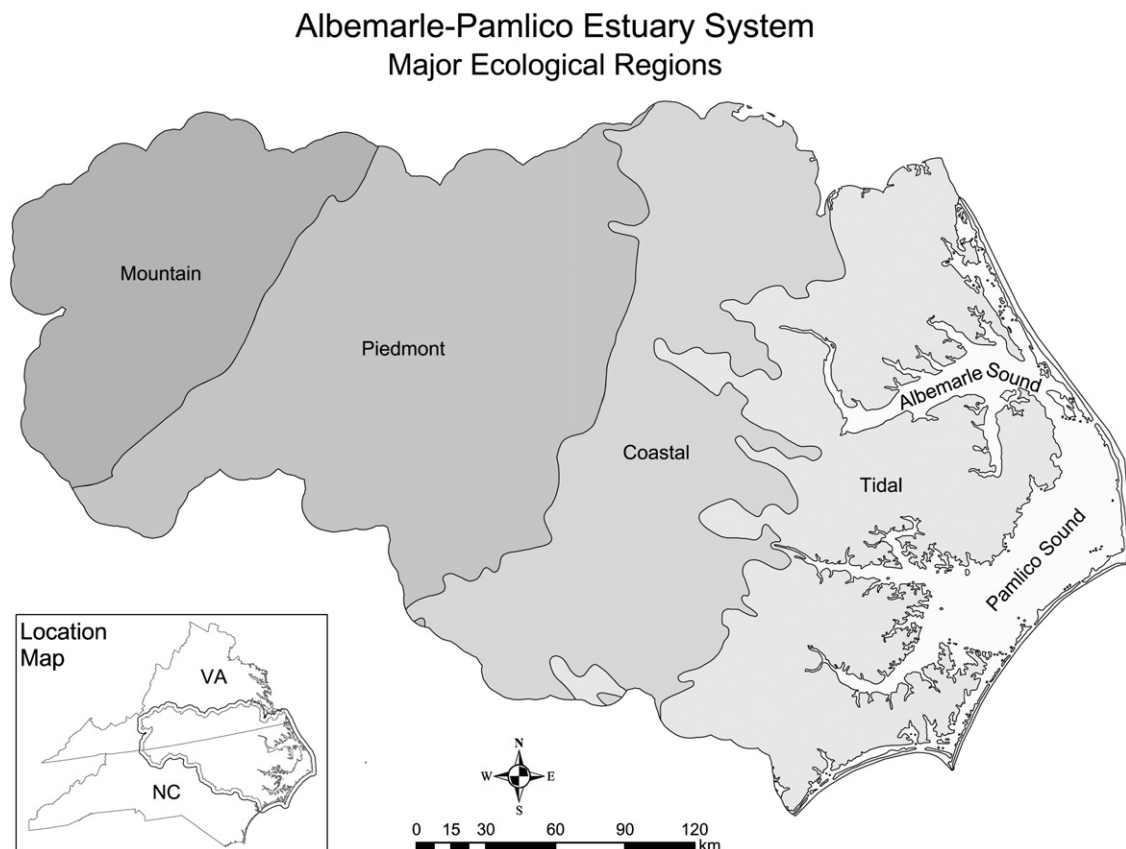 Albemarle-Pamlico Estuary System
Major Ecological Regions
Mountain
Piedmont
Coastal
Tidal
Albemarle Sound
Pamlico Sound
Location
Map
VA
NC
N
W E
S
0 15 30 60 90 120
km